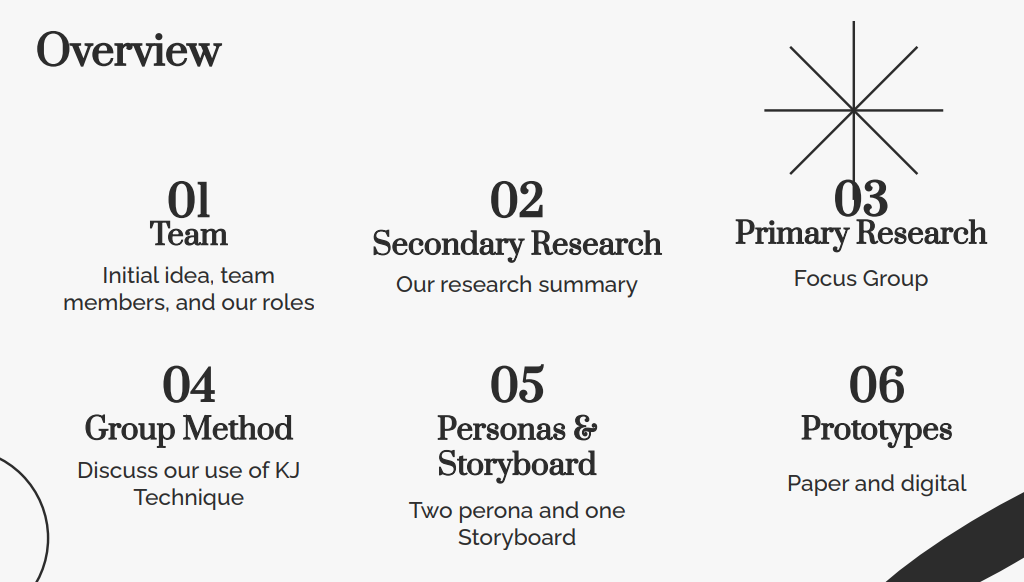 Overview
01
Team
Initial idea, team
members, and our roles
02
Secondary Research
Our research summary
03
Primary Research
Focus Group
04
Group Method
Discuss our use of KJ
Technique
05
Personas &
Storyboard
Two perona and one
Storyboard
06
Prototypes
Paper and digital